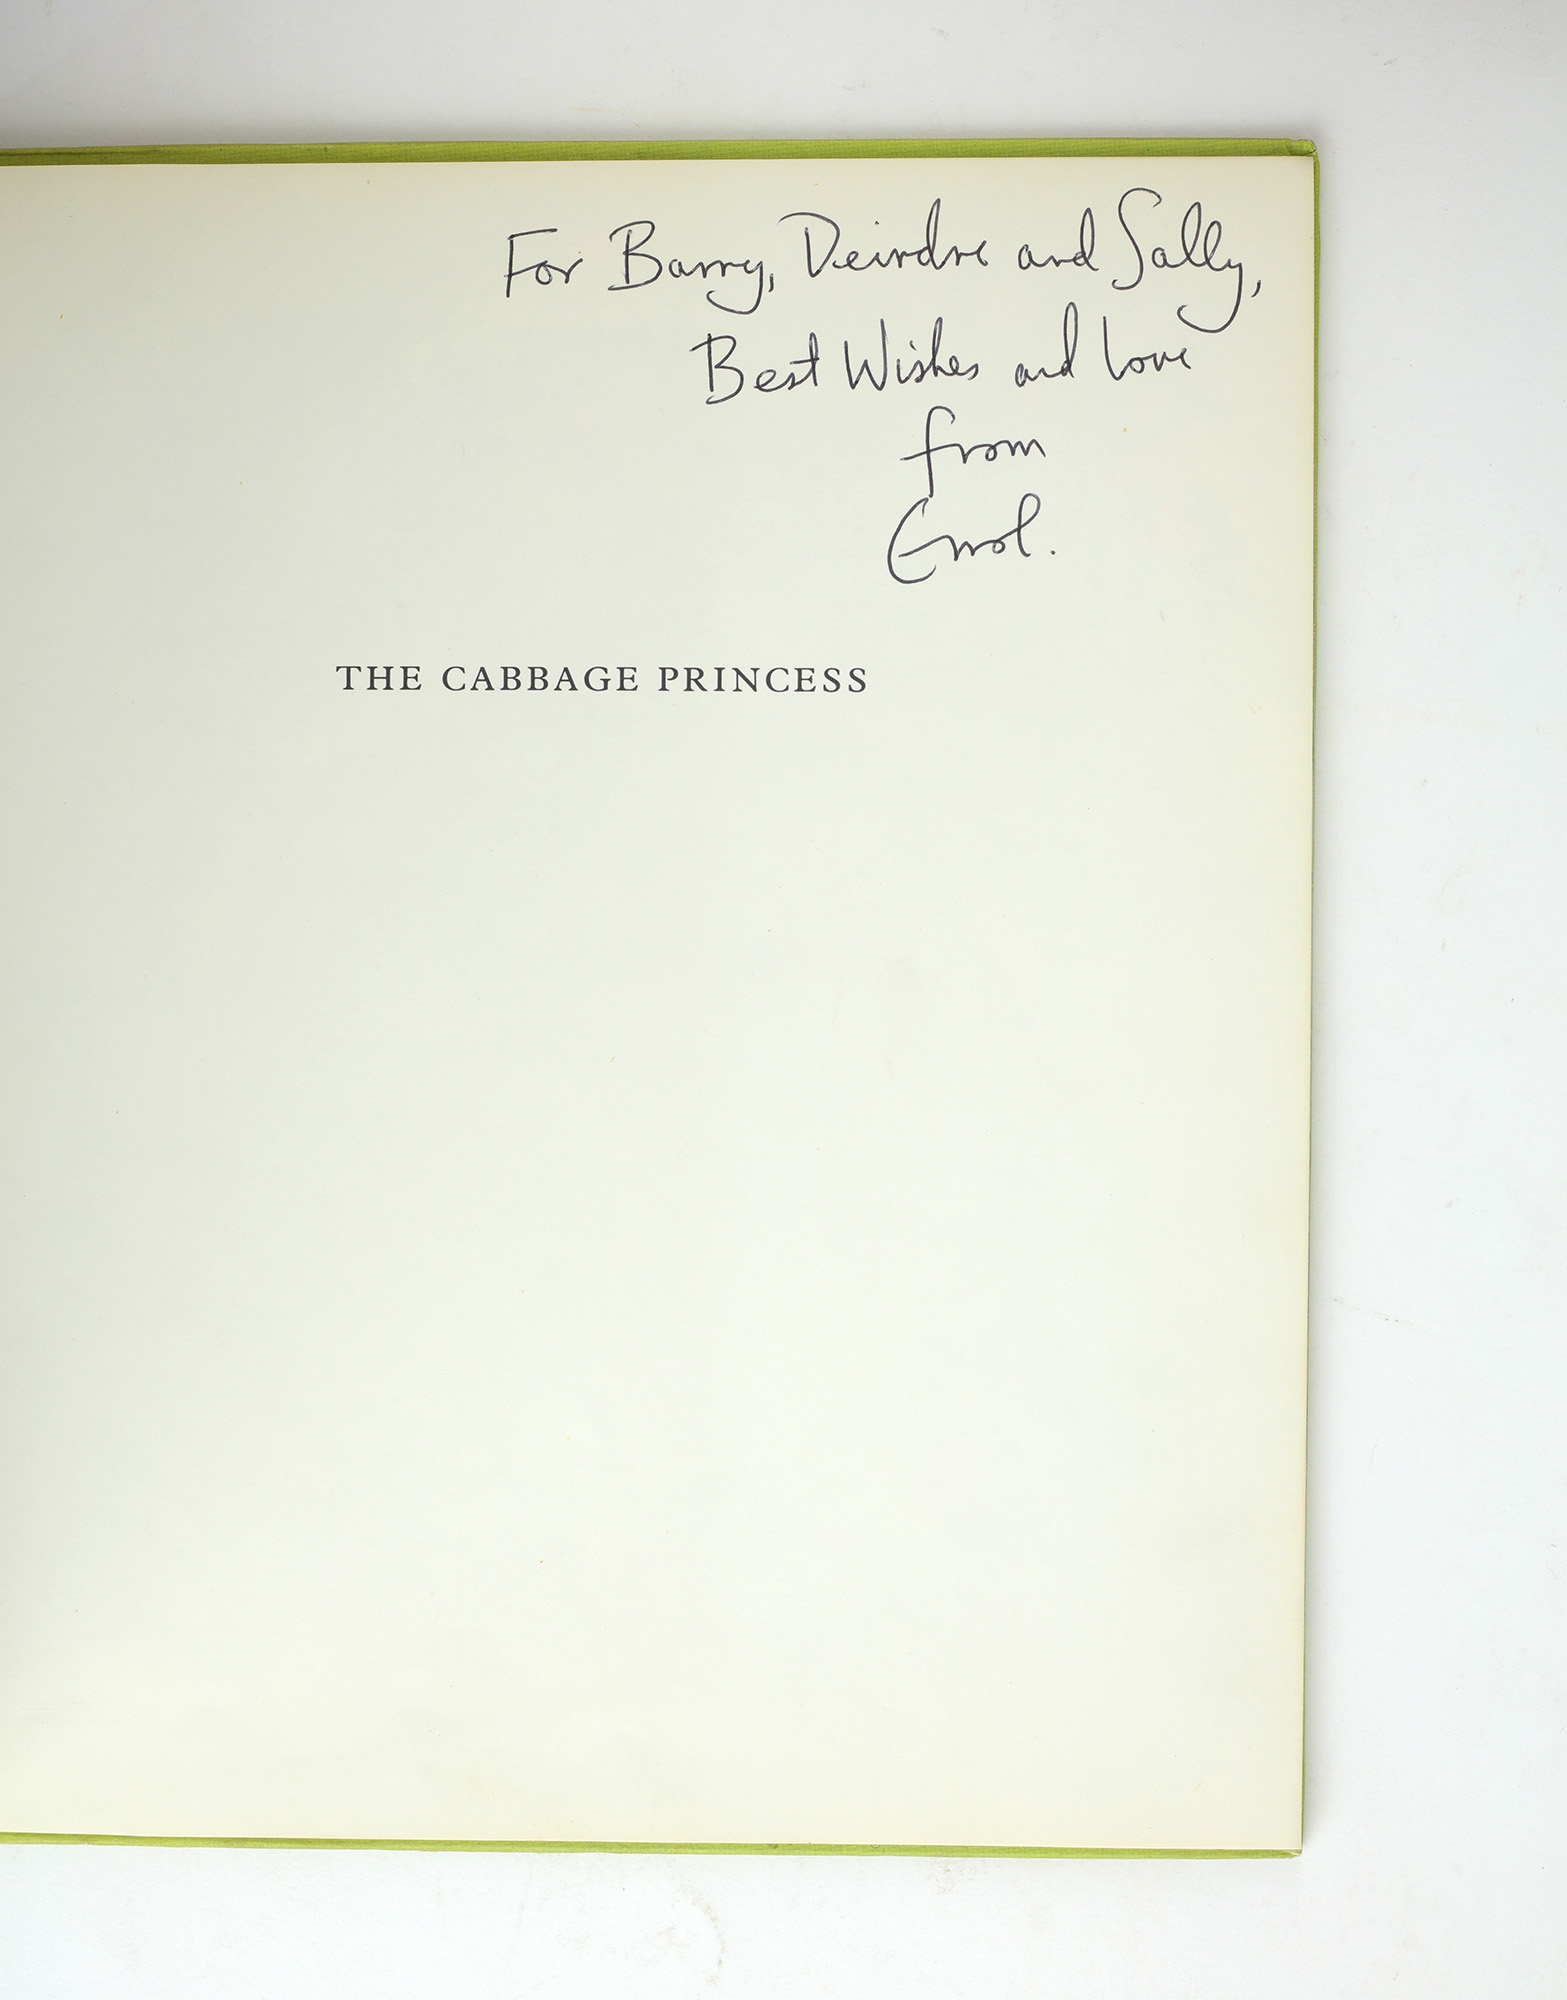 For Barry, Deirdre and Sally,
Best Wishes and love
from
Errol.
THE CABBAGE PRINCESS